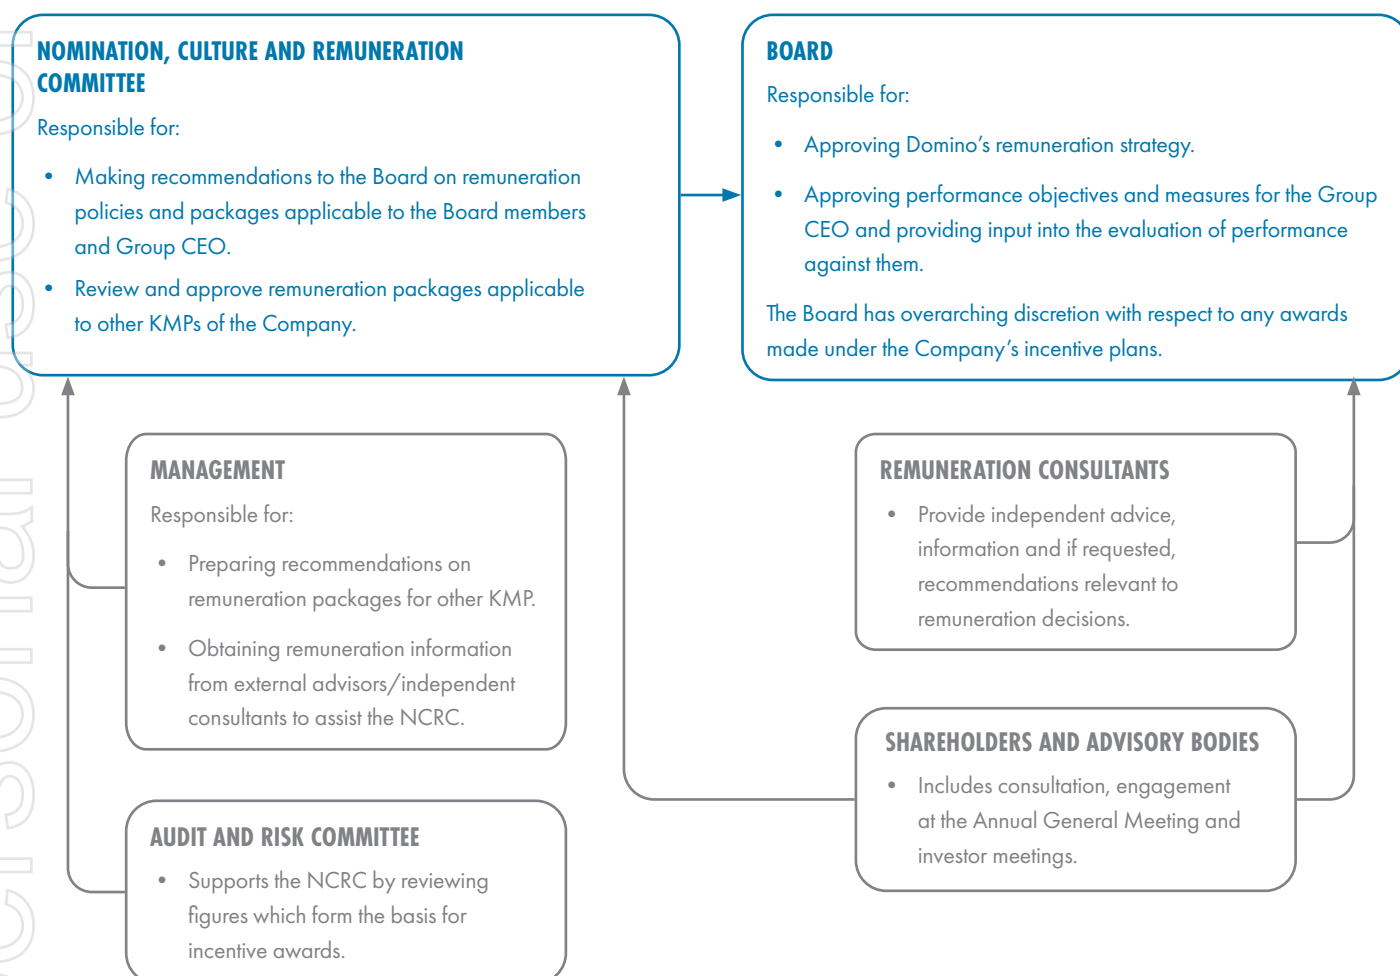 NOMINATION, CULTURE AND REMUNERATION
COMMITTEE
Responsible for:
• Making recommendations to the Board on remuneration
policies and packages applicable to the Board members
and Group CEO.
• Review and approve remuneration packages applicable
to other KMPs of the Company.
BOARD
Responsible for:
• Approving Domino’s remuneration strategy.
• Approving performance objectives and measures for the Group
CEO and providing input into the evaluation of performance
against them.
The Board has overarching discretion with respect to any awards
made under the Company’s incentive plans.
MANAGEMENT
Responsible for:
• Preparing recommendations on
remuneration packages for other KMP.
• Obtaining remuneration information
from external advisors/independent
consultants to assist the NCRC.
REMUNERATION CONSULTANTS
• Provide independent advice,
information and if requested,
recommendations relevant to
remuneration decisions.
SHAREHOLDERS AND ADVISORY BODIES
• Includes consultation, engagement
at the Annual General Meeting and
investor meetings.
AUDIT AND RISK COMMITTEE
• Supports the NCRC by reviewing
figures which form the basis for
incentive awards.